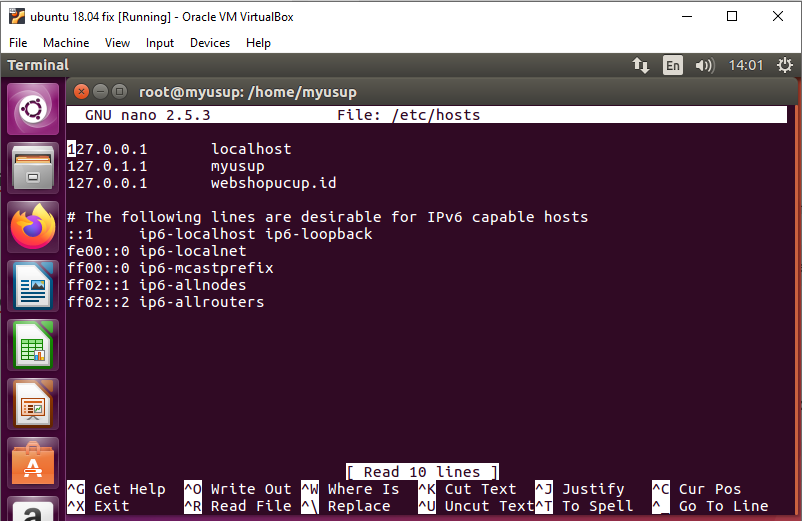 ubuntu 18.04 fix [Running] - Oracle VM VirtualBox
File Machine View Input Devices Help
Terminal En 14:01
root@myusup: /home/myusup
GNU nano 2.5.3 File: /etc/hosts
127.0.0.1 localhost
127.0.1.1 myusup
127.0.0.1 webshopucup.id
# The following lines are desirable for IPv6 capable hosts
::1 ip6-localhost ip6-loopback
fe00::0 ip6-localnet
ff00::0 ip6-mcastprefix
ff02::1 ip6-allnodes
ff02::2 ip6-allrouters
[ Read 10 lines ]
^G Get Help ^O Write Out ^W Where Is ^K Cut Text ^J Justify ^C Cur Pos
^X Exit ^R Read File ^\ Replace ^U Uncut Text ^T To Spell ^_ Go To Line